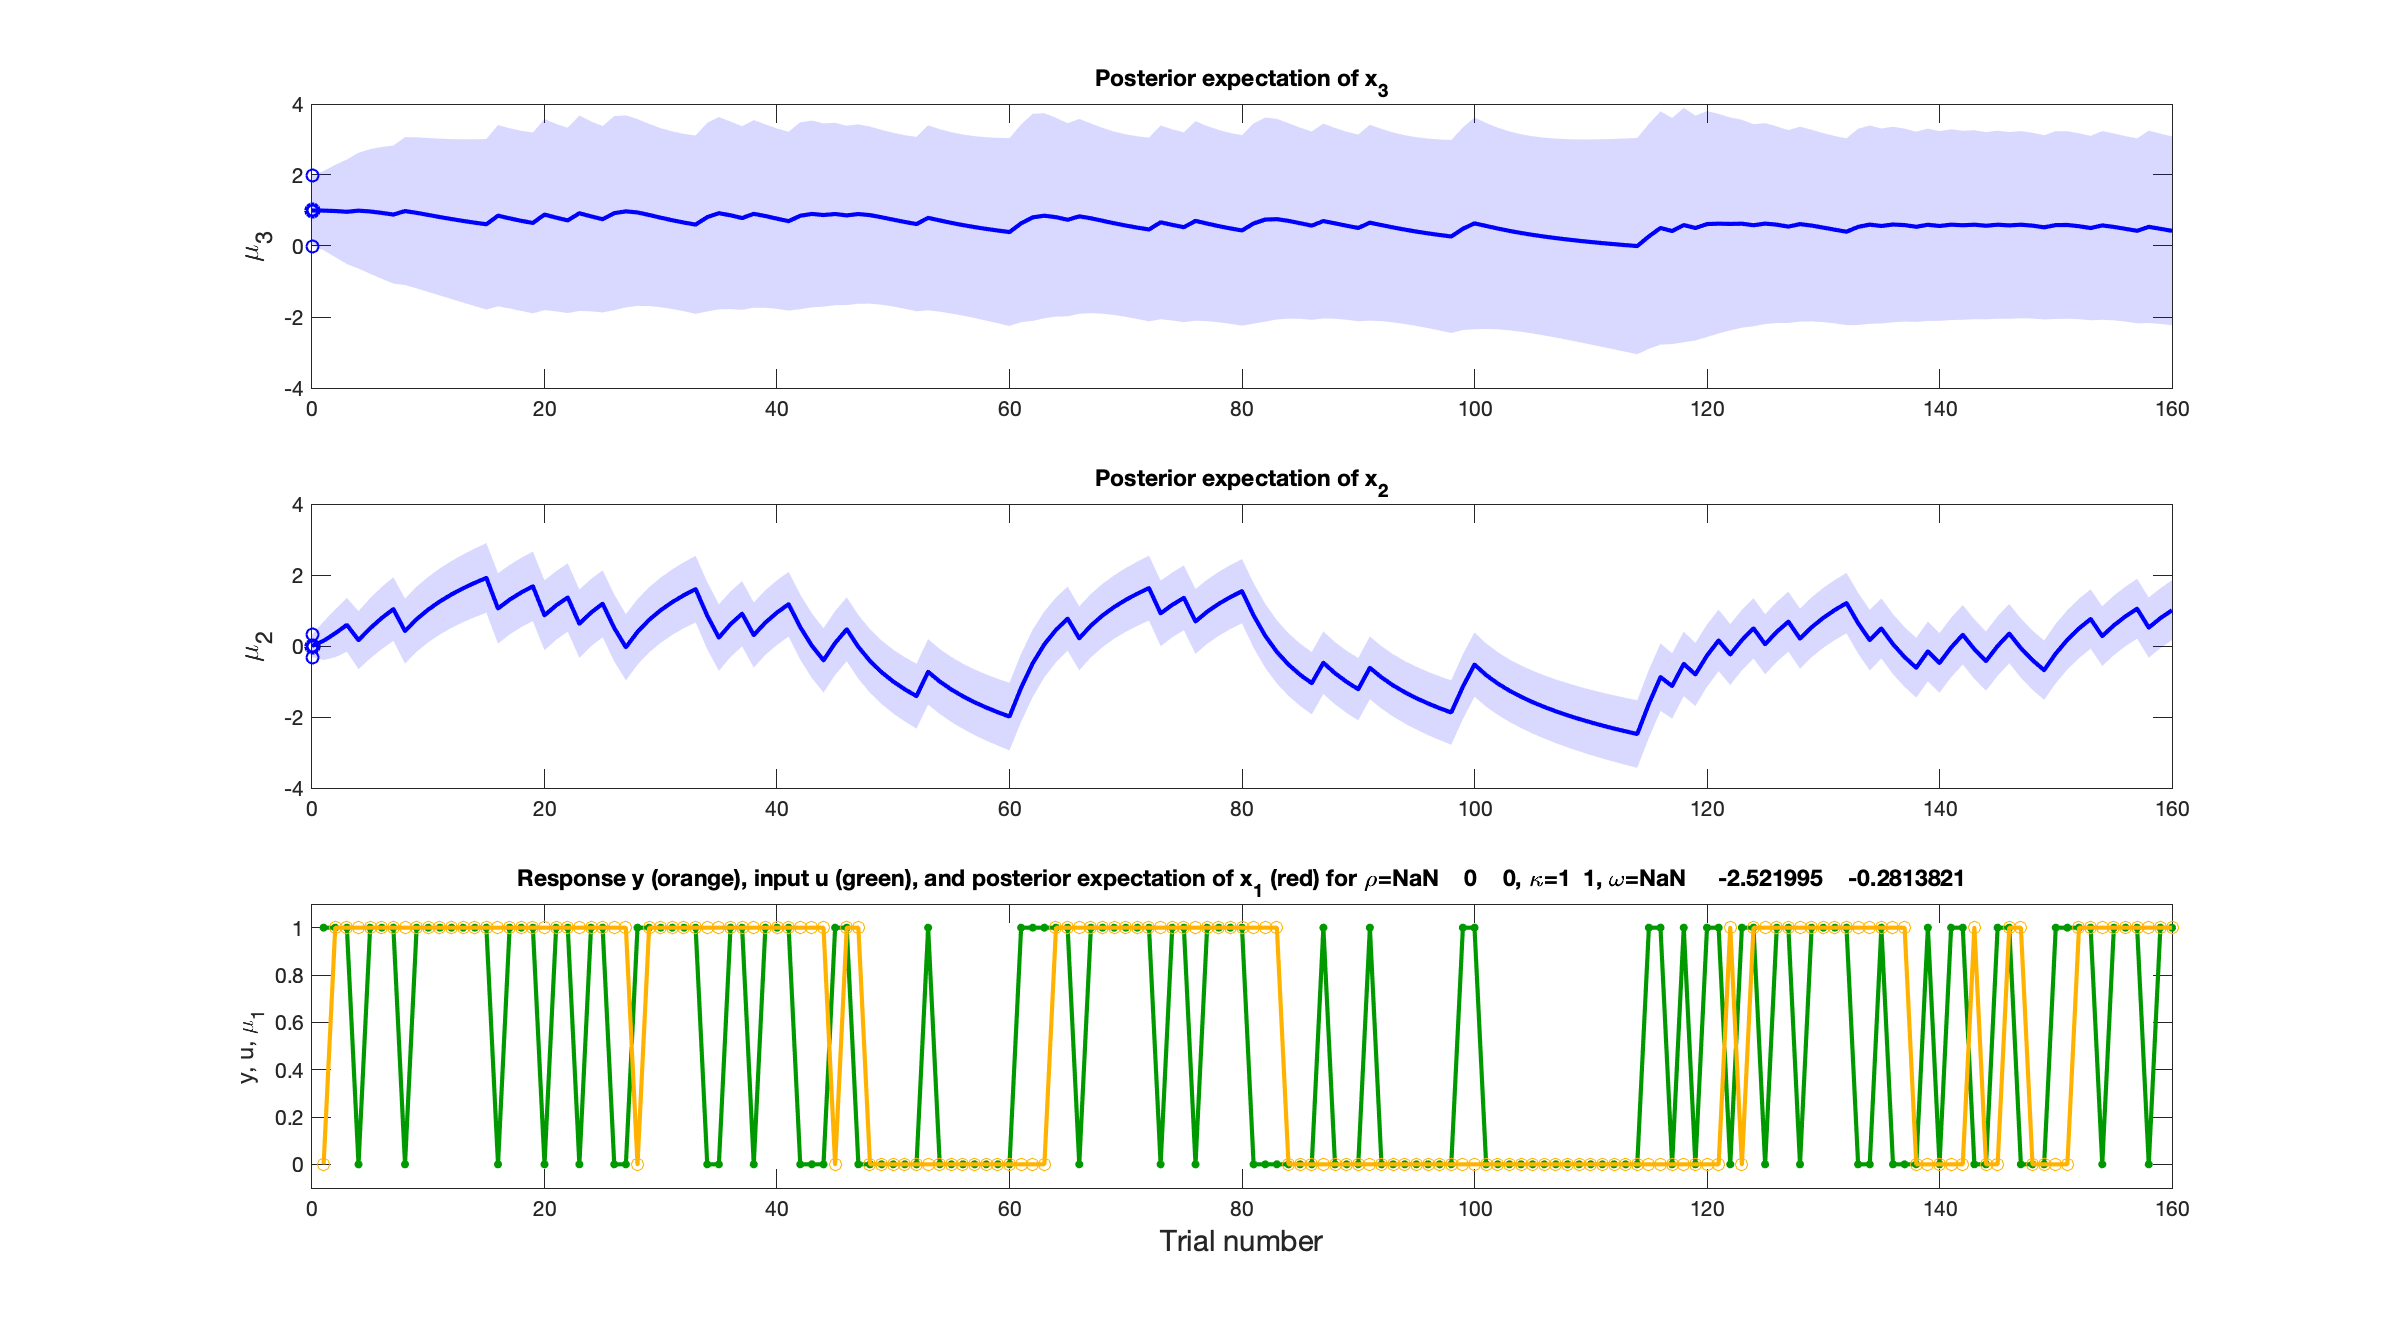 Posterior expectation of x3
4
2
0
-2
-4
μ3
0 20 40 60 80 100 120 140 160
Posterior expectation of x2
4
2
0
-2
-4
μ2
0 20 40 60 80 100 120 140 160
Response y (orange), input u (green), and posterior expectation of x1 (red) for ρ=NaN 0 0, κ=1 1, ω=NaN -2.521995 -0.2813821
1
0.8
0.6
0.4
0.2
0
y, u, μ1
0 20 40 60 80 100 120 140 160
Trial number